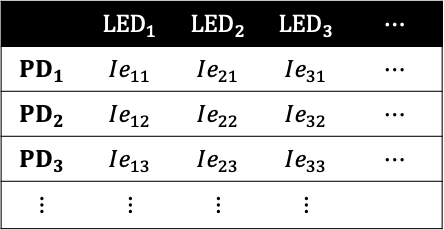 LED₁ LED₂ LED₃ ⋯
PD₁ Ie₁₁ Ie₂₁ Ie₃₁ ⋯
PD₂ Ie₁₂ Ie₂₂ Ie₃₂ ⋯
PD₃ Ie₁₃ Ie₂₃ Ie₃₃ ⋯
⋮ ⋮ ⋮ ⋮